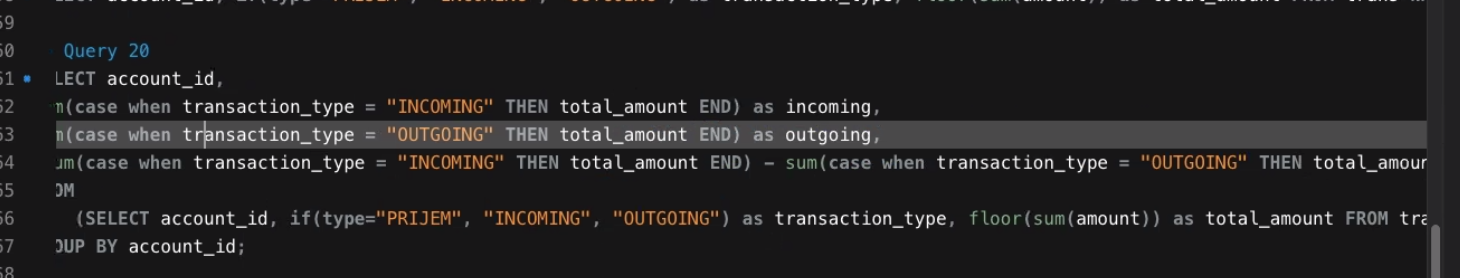 59
60 Query 20
61 LECT account_id,
62 m(case when transaction_type = "INCOMING" THEN total_amount END) as incoming,
63 m(case when transaction_type = "OUTGOING" THEN total_amount END) as outgoing,
64 um(case when transaction_type = "INCOMING" THEN total_amount END) - sum(case when transaction_type = "OUTGOING" THEN total_amour
65 OM
66 (SELECT account_id, if(type="PRIJEM", "INCOMING", "OUTGOING") as transaction_type, floor(sum(amount)) as total_amount FROM tra
67 OUP BY account_id;
68